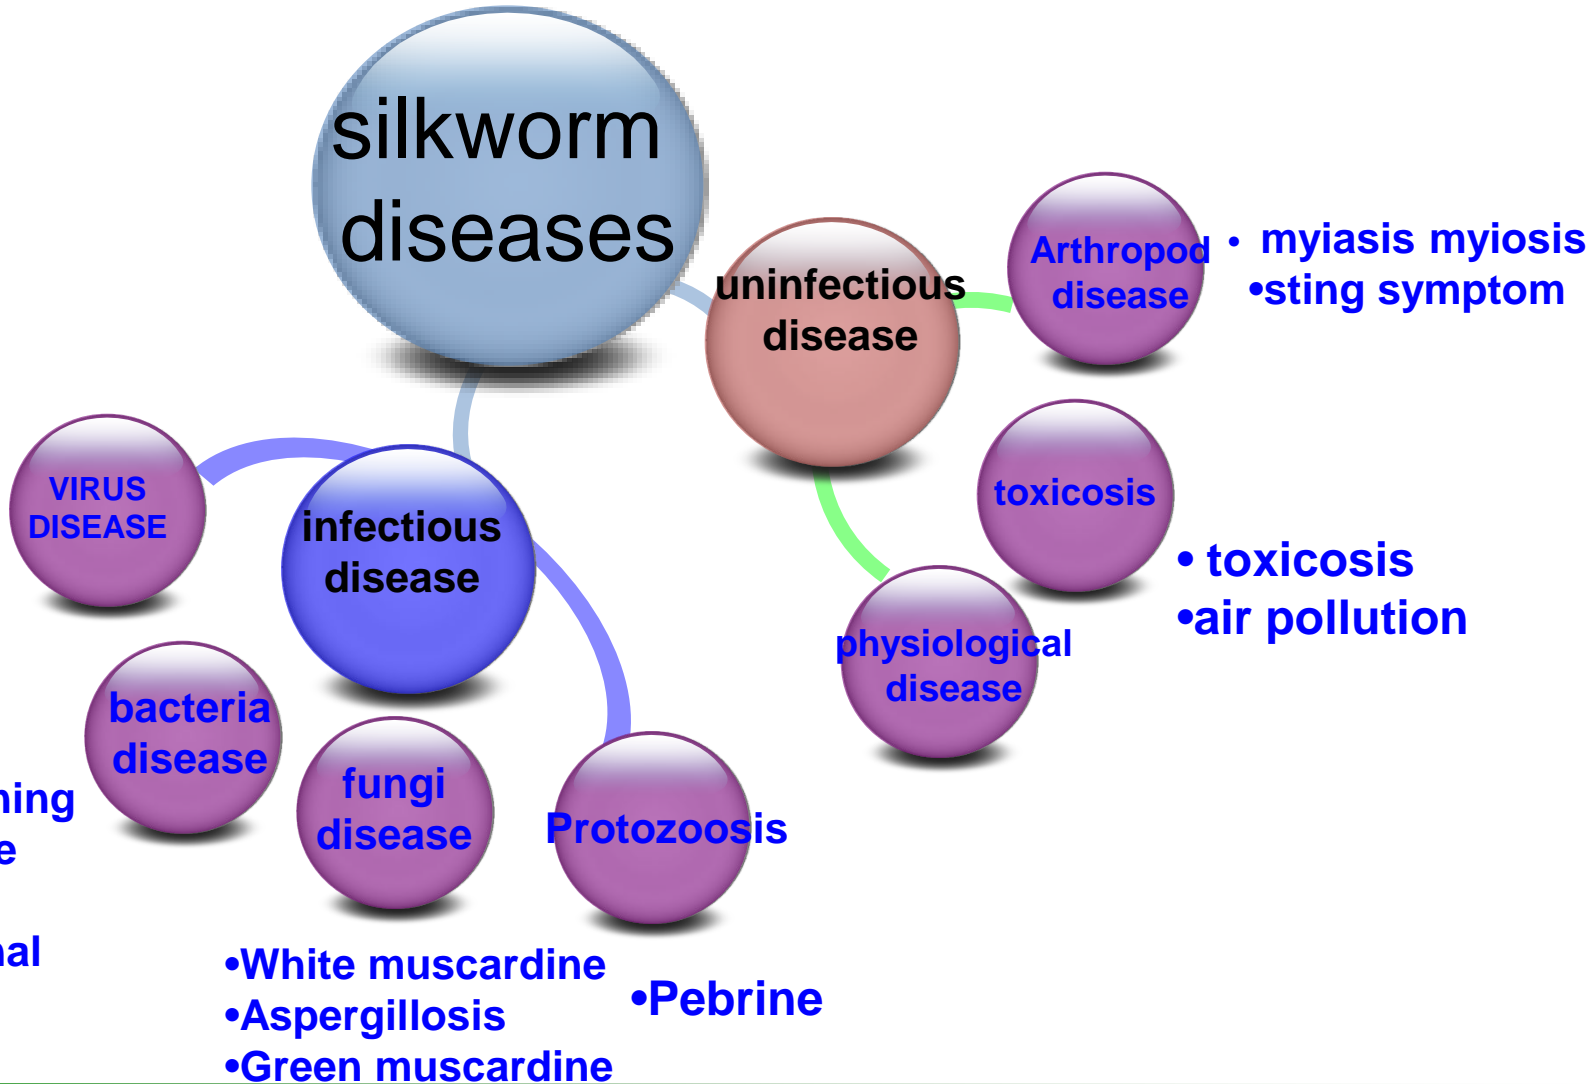 silkworm
diseases
uninfectious
disease
Arthropod
disease
• myiasis myiosis
•sting symptom
toxicosis
• toxicosis
•air pollution
physiological
disease
infectious
disease
VIRUS
DISEASE
bacteria
disease
fungi
disease
•White muscardine
•Aspergillosis
•Green muscardine
Protozoosis
•Pebrine